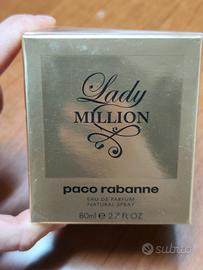 Lady
MILLION
paco rabanne
EAU DE PARFUM
NATURAL SPRAY
80ml e 2.7 FL OZ
subito